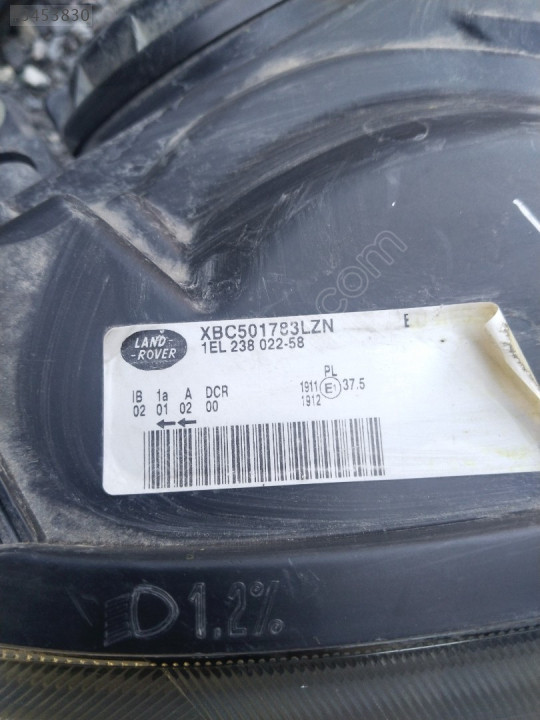 LAND-
-ROVER
XBC501783LZN
E
1EL 238 022-58
PL
IB 1a A DCR
1911 E1 37.5
02 01 02 00
1912
1.2%